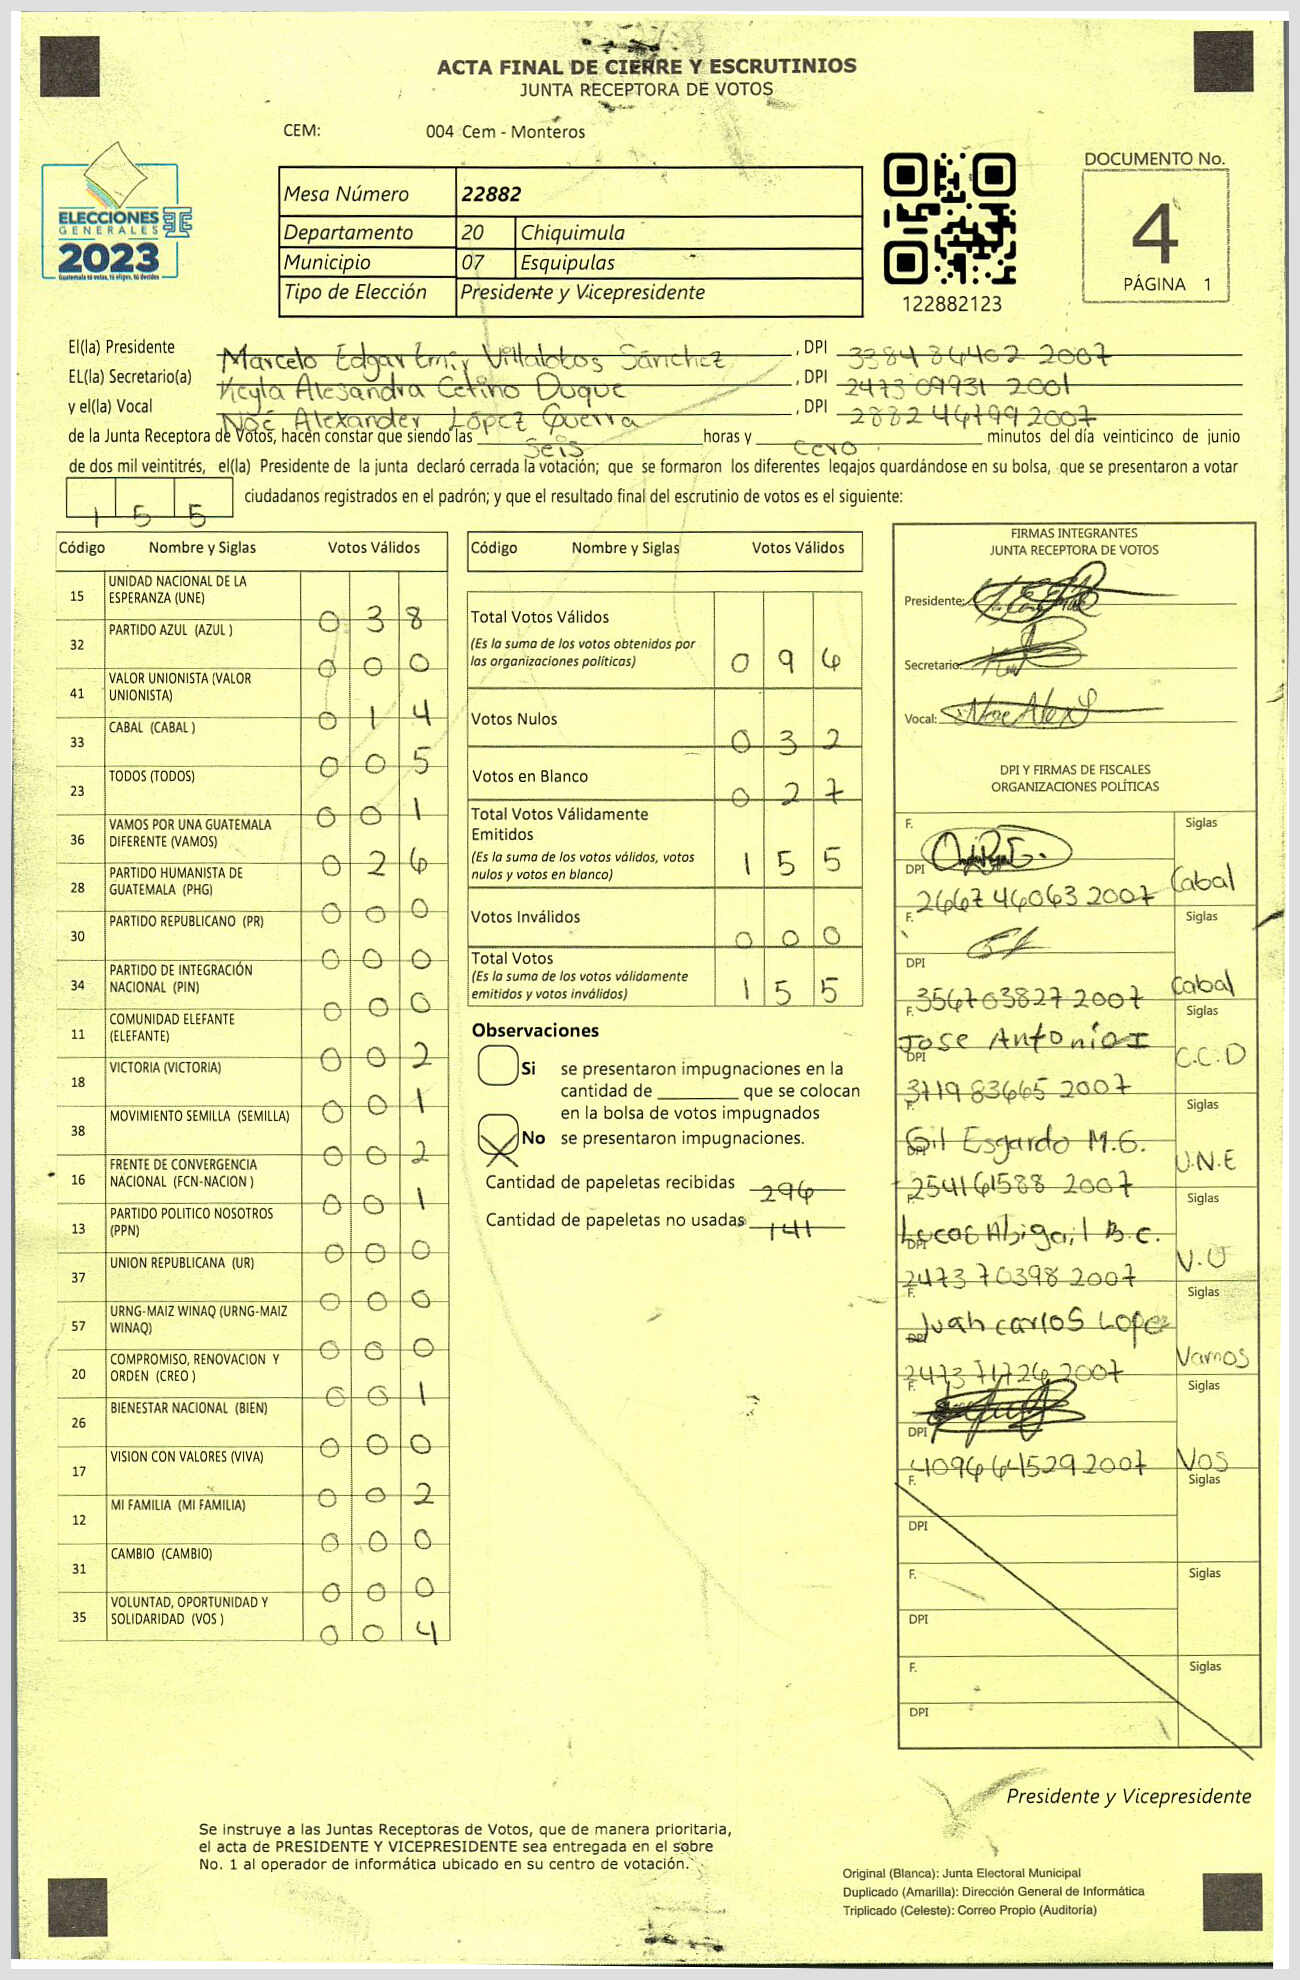 ACTA FINAL DE CIERRE Y ESCRUTINIOS
JUNTA RECEPTORA DE VOTOS
CEM: 004 Cem - Monteros
ELECCIONES
GENERALES
2023
Guatemala tú votas, tú eliges, tú decides
Mesa Número 22882
Departamento 20 Chiquimula
Municipio 07 Esquipulas
Tipo de Elección Presidente y Vicepresidente
122882123
DOCUMENTO No.
4
PÁGINA 1
El(la) Presidente Marcelo Edgar Emir Villalobos Sánchez, DPI 3384 84402 2007
EL(la) Secretario(a) Keyla Alesandra Cetino Duque, DPI 2473 09931 2001
y el(la) Vocal Noé Alexander López Guerra, DPI 2882 46799 2007
de la Junta Receptora de Votos, hacen constar que siendo las seis horas y cero minutos del día veinticinco de junio
de dos mil veintitrés, el(la) Presidente de la junta declaró cerrada la votación; que se formaron los diferentes legajos quardándose en su bolsa, que se presentaron a votar
155 ciudadanos registrados en el padrón; y que el resultado final del escrutinio de votos es el siguiente:
Código Nombre y Siglas Votos Válidos
15 UNIDAD NACIONAL DE LA ESPERANZA (UNE) 0 3 8
32 PARTIDO AZUL (AZUL ) 0 0 0
41 VALOR UNIONISTA (VALOR UNIONISTA) 0 1 4
33 CABAL (CABAL ) 0 0 5
23 TODOS (TODOS) 0 0 1
36 VAMOS POR UNA GUATEMALA DIFERENTE (VAMOS) 0 2 6
28 PARTIDO HUMANISTA DE GUATEMALA (PHG) 0 0 0
30 PARTIDO REPUBLICANO (PR) 0 0 0
34 PARTIDO DE INTEGRACIÓN NACIONAL (PIN) 0 0 0
11 COMUNIDAD ELEFANTE (ELEFANTE) 0 0 2
18 VICTORIA (VICTORIA) 0 0 1
38 MOVIMIENTO SEMILLA (SEMILLA) 0 0 2
16 FRENTE DE CONVERGENCIA NACIONAL (FCN-NACION ) 0 0 1
13 PARTIDO POLITICO NOSOTROS (PPN) 0 0 0
37 UNION REPUBLICANA (UR) 0 0 0
57 URNG-MAIZ WINAQ (URNG-MAIZ WINAQ) 0 0 0
20 COMPROMISO, RENOVACION Y ORDEN (CREO ) 0 0 1
26 BIENESTAR NACIONAL (BIEN) 0 0 0
17 VISION CON VALORES (VIVA) 0 0 2
12 MI FAMILIA (MI FAMILIA) 0 0 0
31 CAMBIO (CAMBIO) 0 0 0
35 VOLUNTAD, OPORTUNIDAD Y SOLIDARIDAD (VOS ) 0 0 4
Código Nombre y Siglas Votos Válidos
Total Votos Válidos 0 9 6
(Es la suma de los votos obtenidos por
las organizaciones políticas)
Votos Nulos 0 3 2
Votos en Blanco 0 2 7
Total Votos Válidamente
Emitidos 1 5 5
(Es la suma de los votos válidos, votos
nulos y votos en blanco)
Votos Inválidos 0 0 0
Total Votos 1 5 5
(Es la suma de los votos válidamente
emitidos y votos inválidos)
Observaciones
Si se presentaron impugnaciones en la
cantidad de ________ que se colocan
en la bolsa de votos impugnados
No se presentaron impugnaciones.
Cantidad de papeletas recibidas 296
Cantidad de papeletas no usadas 141
FIRMAS INTEGRANTES
JUNTA RECEPTORA DE VOTOS
Presidente:
Secretario
Vocal:
DPI Y FIRMAS DE FISCALES
ORGANIZACIONES POLÍTICAS
F. Siglas
DPI 2667 46063 2007 Cabal
F. Siglas
DPI 3567 03827 2007 Cabal
F. Jose Antonio I Siglas
DPI 3719 83665 2007 C.C.D
F. Gil Esgardo M.G. Siglas
DPI 2541 61588 2007 U.N.E
F. Lucas Abigail B.C. Siglas
DPI 2473 70398 2007 V.U
F. Juan carlos Lopez Siglas
DPI 2473 71726 2007 Vamos
F. Siglas
DPI 4096 64529 2007 VOS
F. Siglas
DPI
F. Siglas
DPI
F. Siglas
DPI
Presidente y Vicepresidente
Se instruye a las Juntas Receptoras de Votos, que de manera prioritaria,
el acta de PRESIDENTE Y VICEPRESIDENTE sea entregada en el sobre
No. 1 al operador de informática ubicado en su centro de votación.
Original (Blanca): Junta Electoral Municipal
Duplicado (Amarilla): Dirección General de Informática
Triplicado (Celeste): Correo Propio (Auditoría)